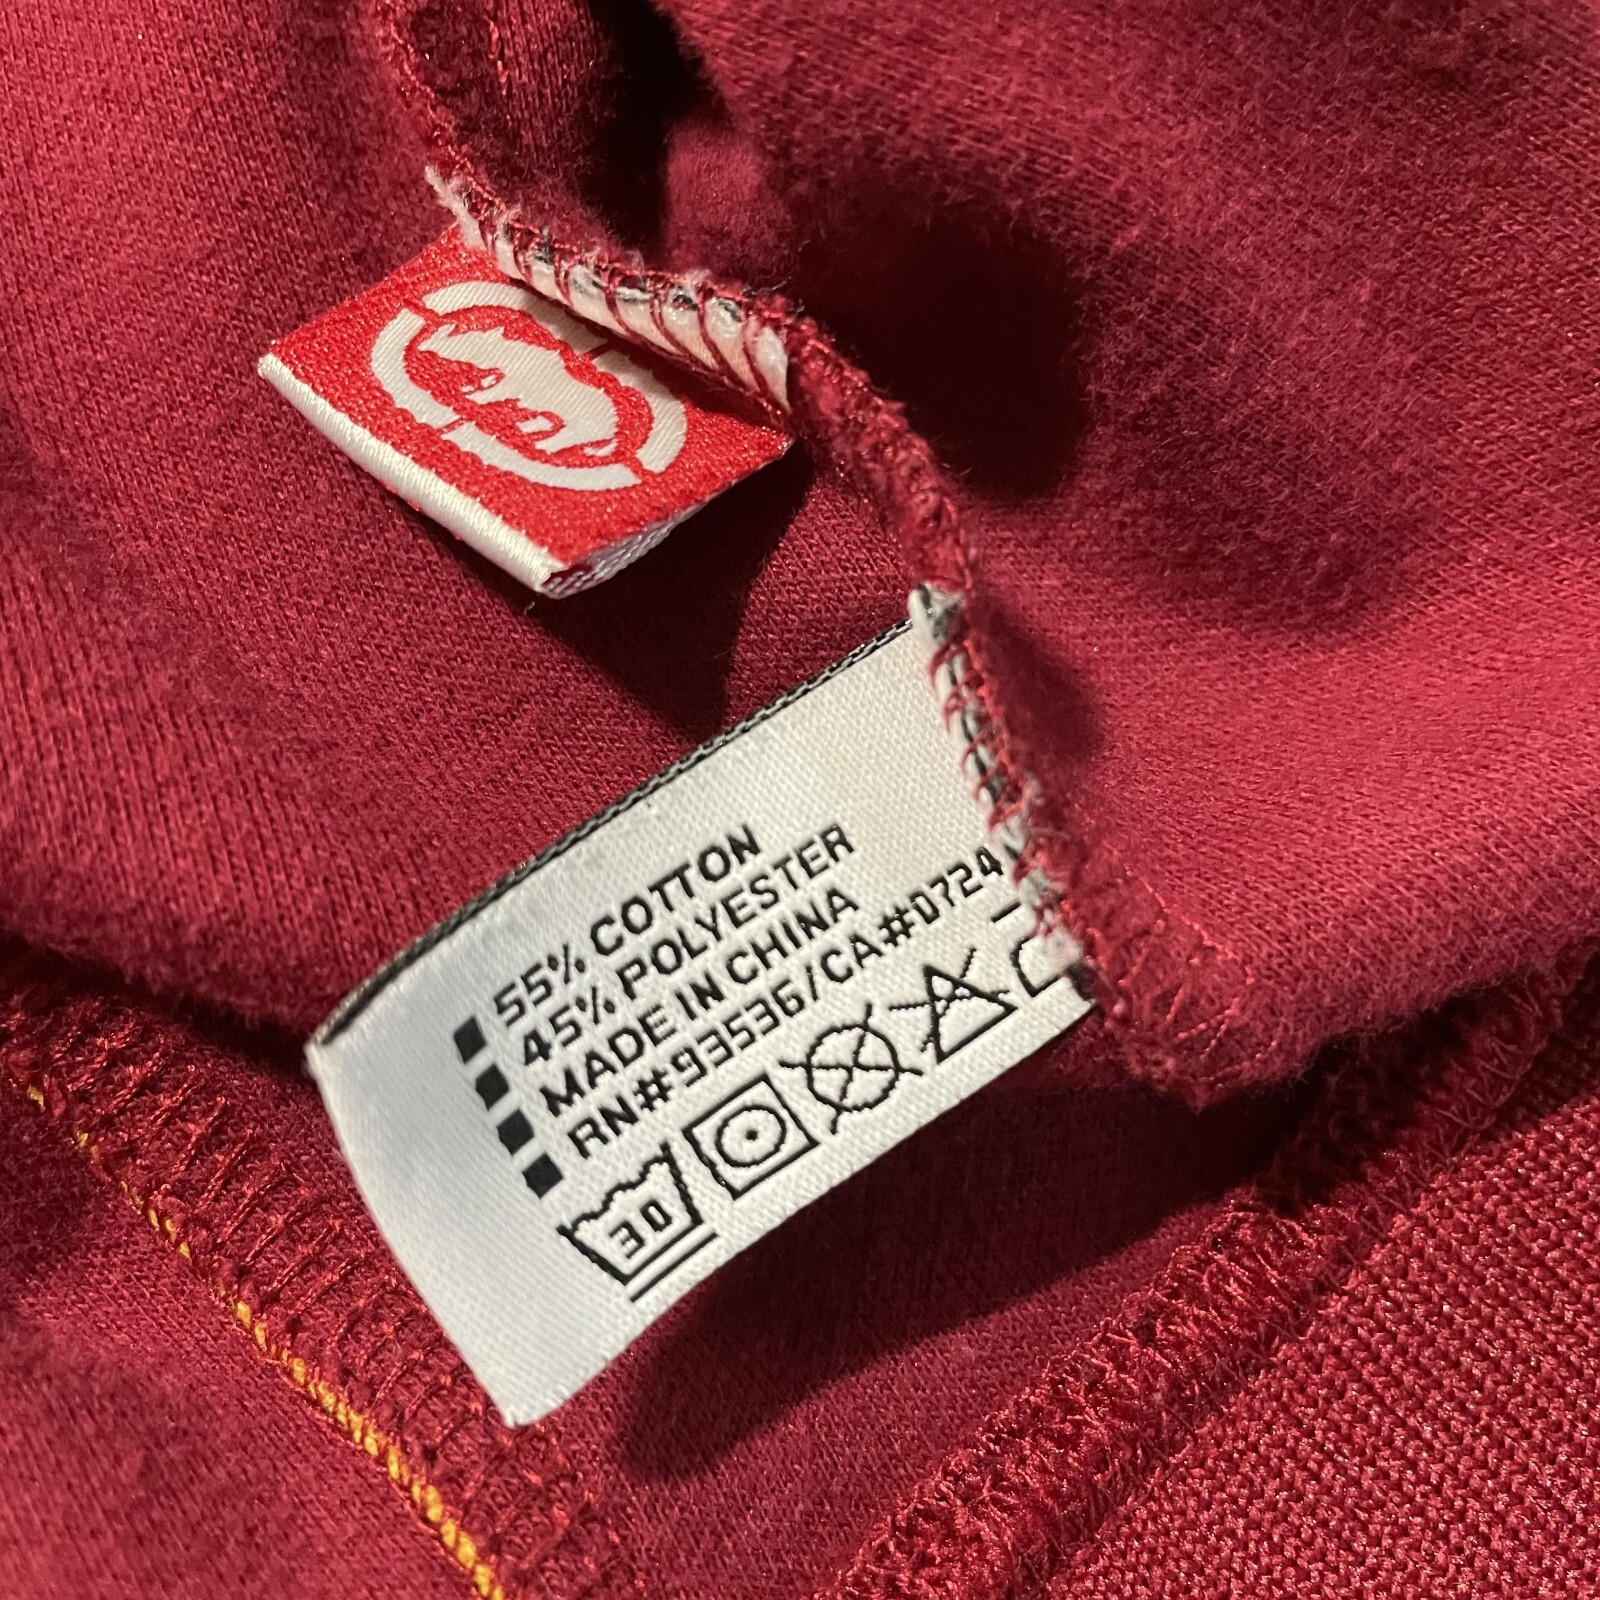 55% COTTON
45% POLYESTER
MADE IN CHINA
RN#93536/CA#0724
30